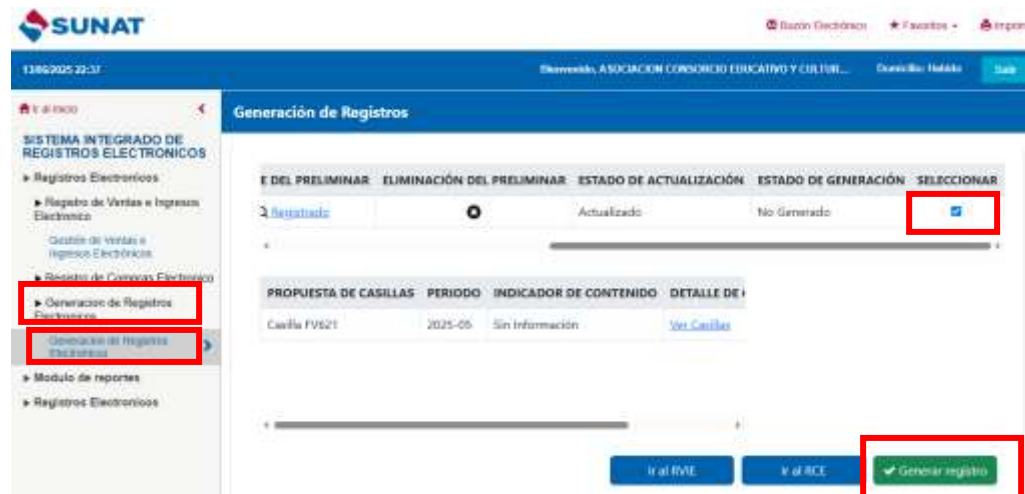 SUNAT
Buzón Electrónico ★ Favoritos
13/06/2025 22:37 Bienvenido, ASOCIACION CONSORCIO EDUCATIVO Y CULTUR... Domicilio: Habido Salir
Ir al inicio
Generación de Registros
SISTEMA INTEGRADO DE
REGISTROS ELECTRONICOS
Registros Electronicos
Registro de Ventas e Ingresos
Electronico
Gestión de Ventas e
Ingresos Electrónicos
Registro de Compras Electronico
Generacion de Registros
Electronicos
Generación de Registros
Electrónicos
Modulo de reportes
Registros Electronicos
E DEL PRELIMINAR ELIMINACIÓN DEL PRELIMINAR ESTADO DE ACTUALIZACIÓN ESTADO DE GENERACIÓN SELECCIONAR
Registrado Actualizado No Generado
PROPUESTA DE CASILLAS PERIODO INDICADOR DE CONTENIDO DETALLE DE
Casilla FV621 2025-05 Sin Información Ver Casillas
Ir al RVIE Ir al RCE Generar registro